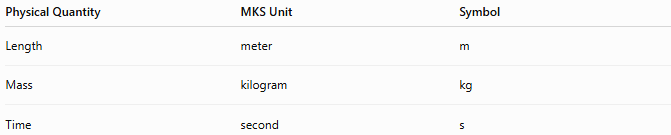 Physical Quantity MKS Unit Symbol
Length meter m
Mass kilogram kg
Time second s